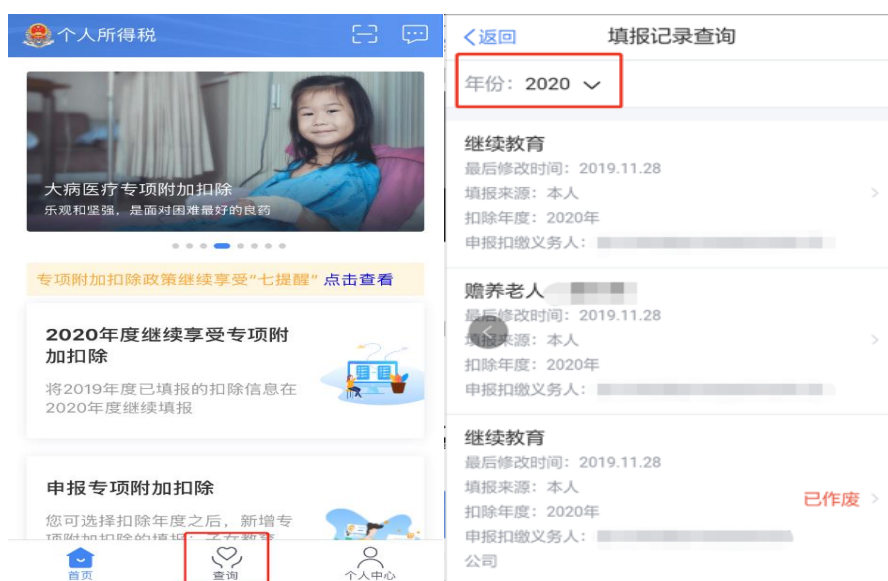 个人所得税
大病医疗专项附加扣除
乐观和坚强，是面对困难最好的良药
专项附加扣除政策继续享受“七提醒” 点击查看
2020年度继续享受专项附
加扣除
将2019年度已填报的扣除信息在
2020年度继续填报
申报专项附加扣除
您可选择扣除年度之后，新增专
项附加扣除的填报：子女教育
首页
查询
个人中心
返回
填报记录查询
年份：2020
继续教育
最后修改时间：2019.11.28
填报来源：本人
扣除年度：2020年
申报扣缴义务人：
赡养老人
最后修改时间：2019.11.28
填报来源：本人
扣除年度：2020年
申报扣缴义务人：
继续教育
最后修改时间：2019.11.28
填报来源：本人
已作废
扣除年度：2020年
申报扣缴义务人：
公司